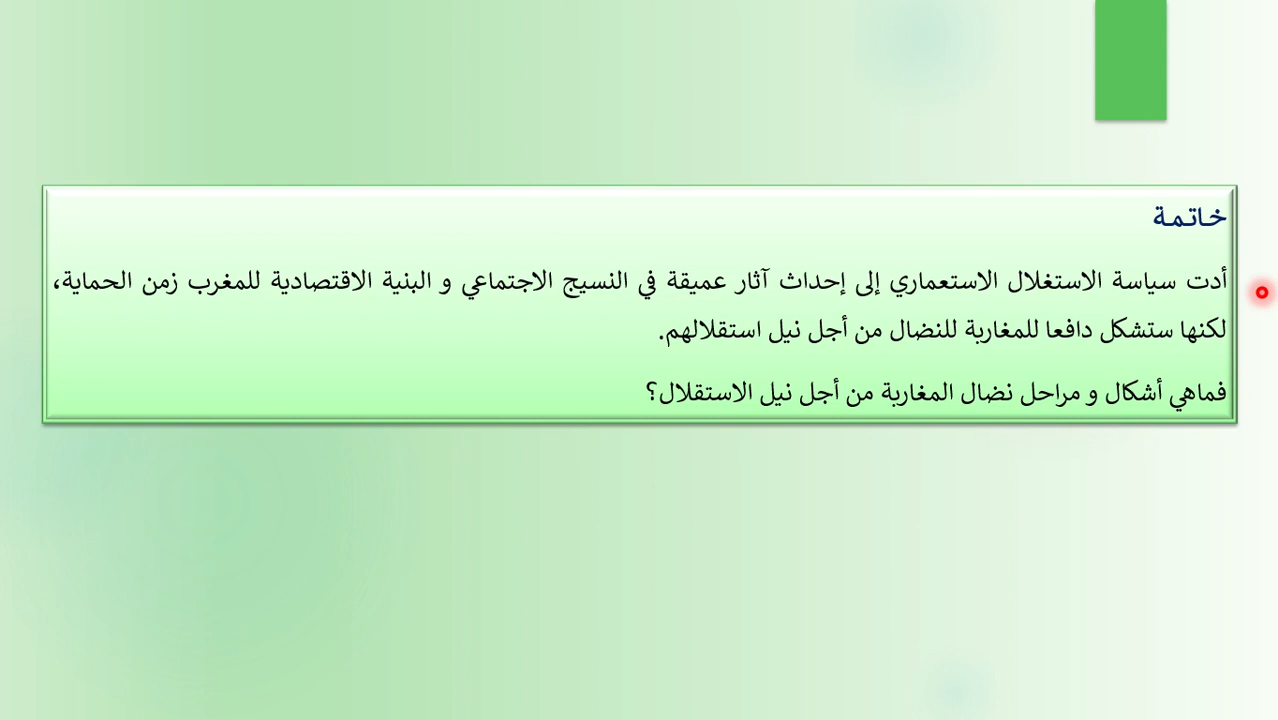 خاتمة
أدت سياسة الاستغلال الاستعماري إلى إحداث آثار عميقة في النسيج الاجتماعي و البنية الاقتصادية للمغرب زمن الحماية،
لكنها ستشكل دافعا للمغاربة للنضال من أجل نيل استقلالهم.
فماهي أشكال و مراحل نضال المغاربة من أجل نيل الاستقلال؟